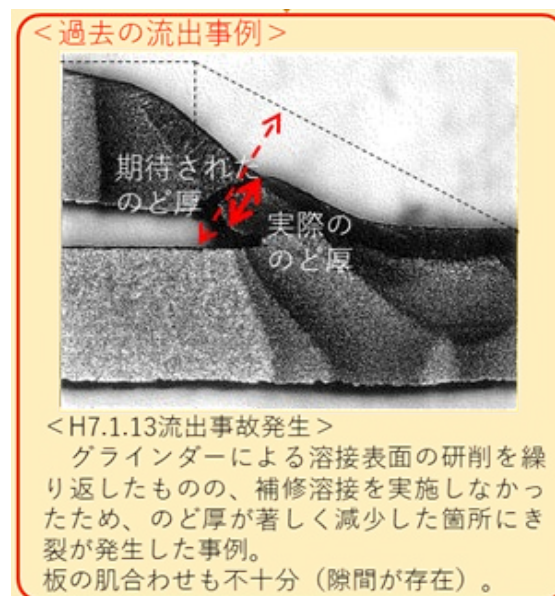 ＜過去の流出事例＞
期待された
のど厚
実際の
のど厚
＜H7.1.13流出事故発生＞
　グラインダーによる溶接表面の研削を繰
り返したものの、補修溶接を実施しなかっ
たため、のど厚が著しく減少した箇所にき
裂が発生した事例。
板の肌合わせも不十分（隙間が存在）。